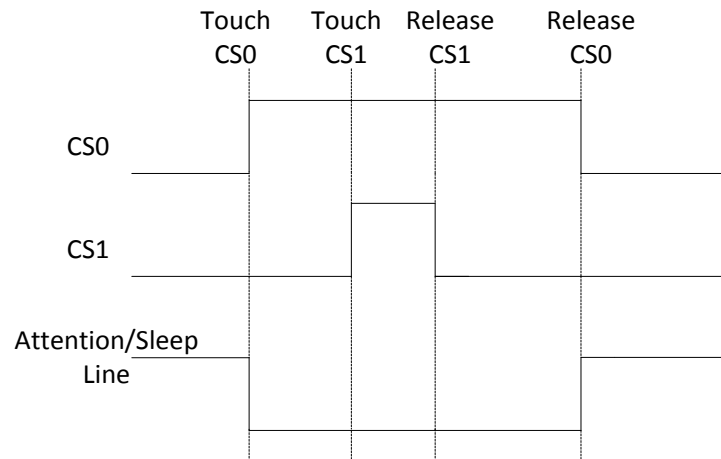 Touch CS0
Touch CS1
Release CS1
Release CS0
CS0
CS1
Attention/Sleep
Line